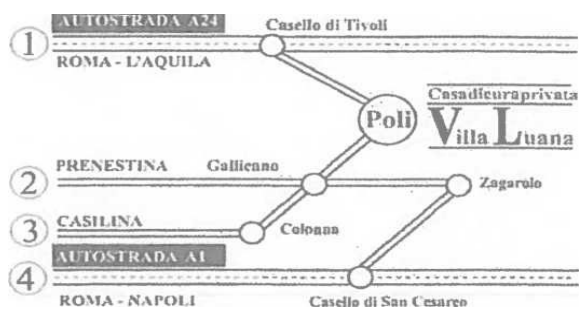 AUTOSTRADA A24
Casello di Tivoli
1
ROMA - L'AQUILA
Casadicuraprivata
Poli
Villa Luana
PRENESTINA
Gallicano
2
Zagarolo
CASILINA
3
Colonna
AUTOSTRADA A1
4
ROMA - NAPOLI
Casello di San Cesareo